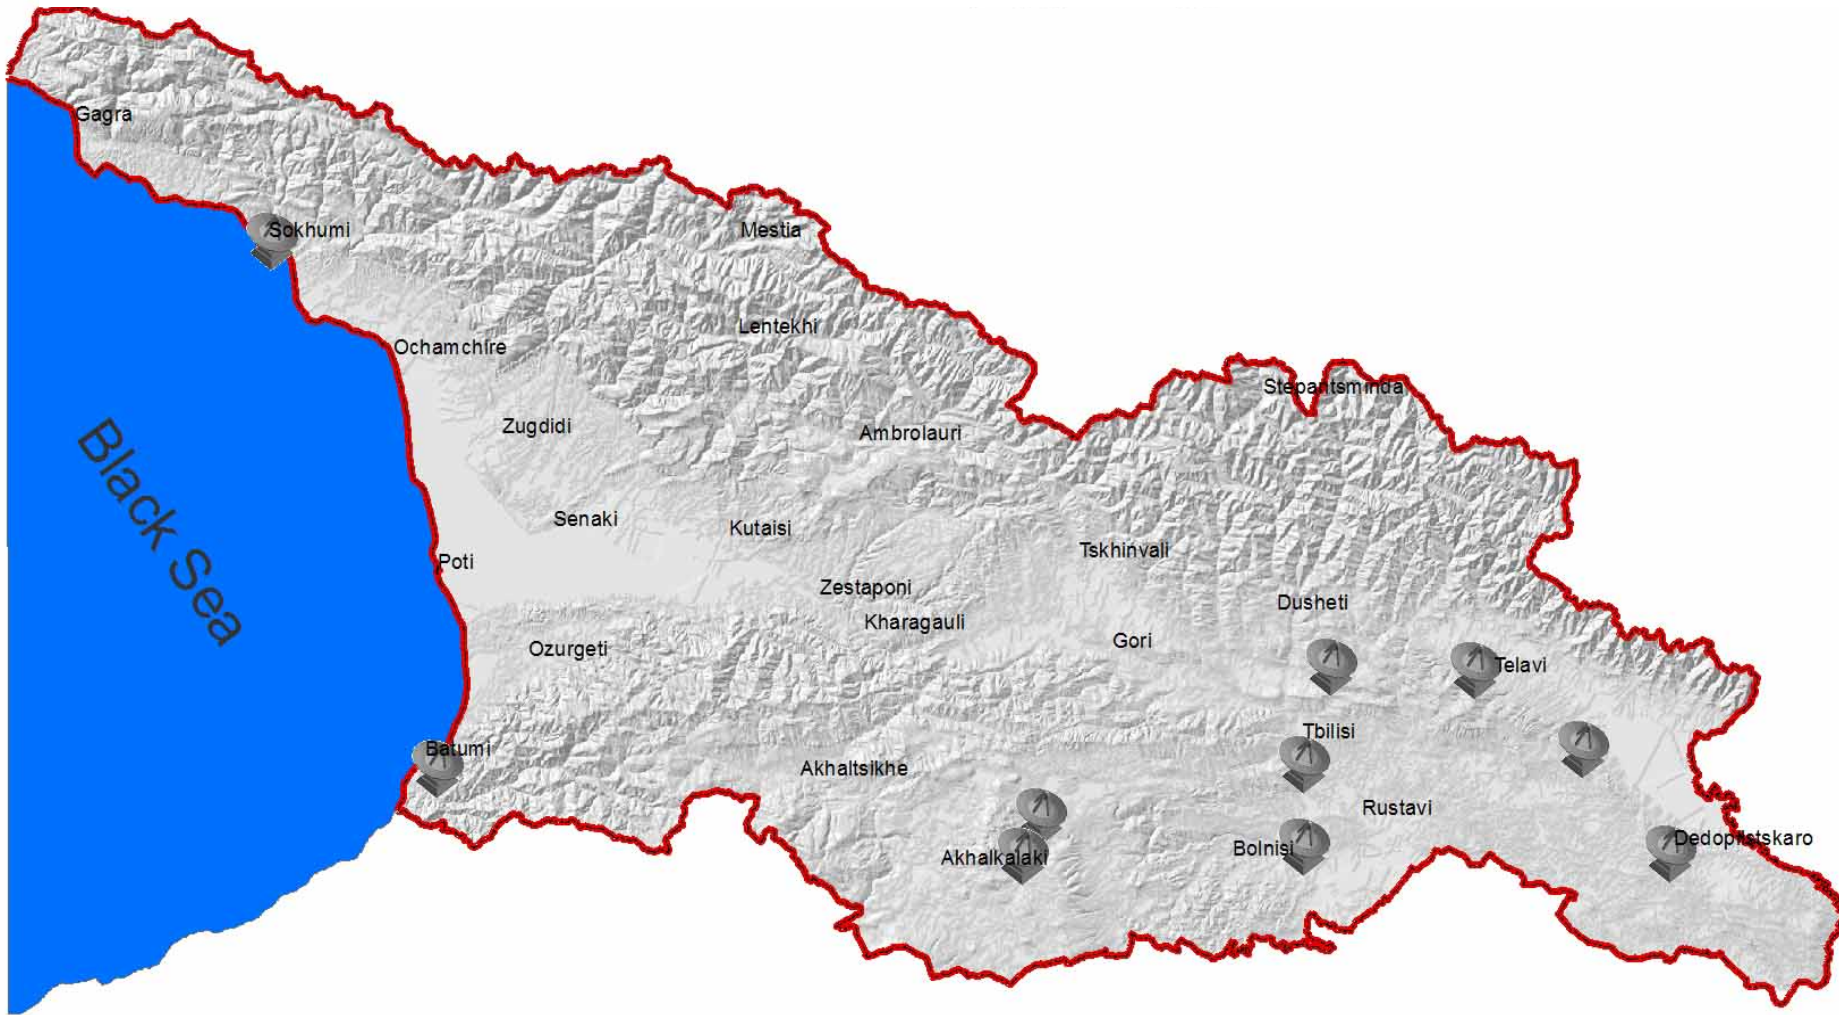 Gagra
Sokhumi
Mestia
Lentekhi
Ochamchire
Stepantsminda
Zugdidi
Ambrolauri
Black Sea
Senaki
Kutaisi
Tskhinvali
Poti
Zestaponi
Dusheti
Kharagauli
Gori
Ozurgeti
Telavi
Tbilisi
Batumi
Akhaltsikhe
Rustavi
Dedoplistskaro
Bolnisi
Akhalkalaki